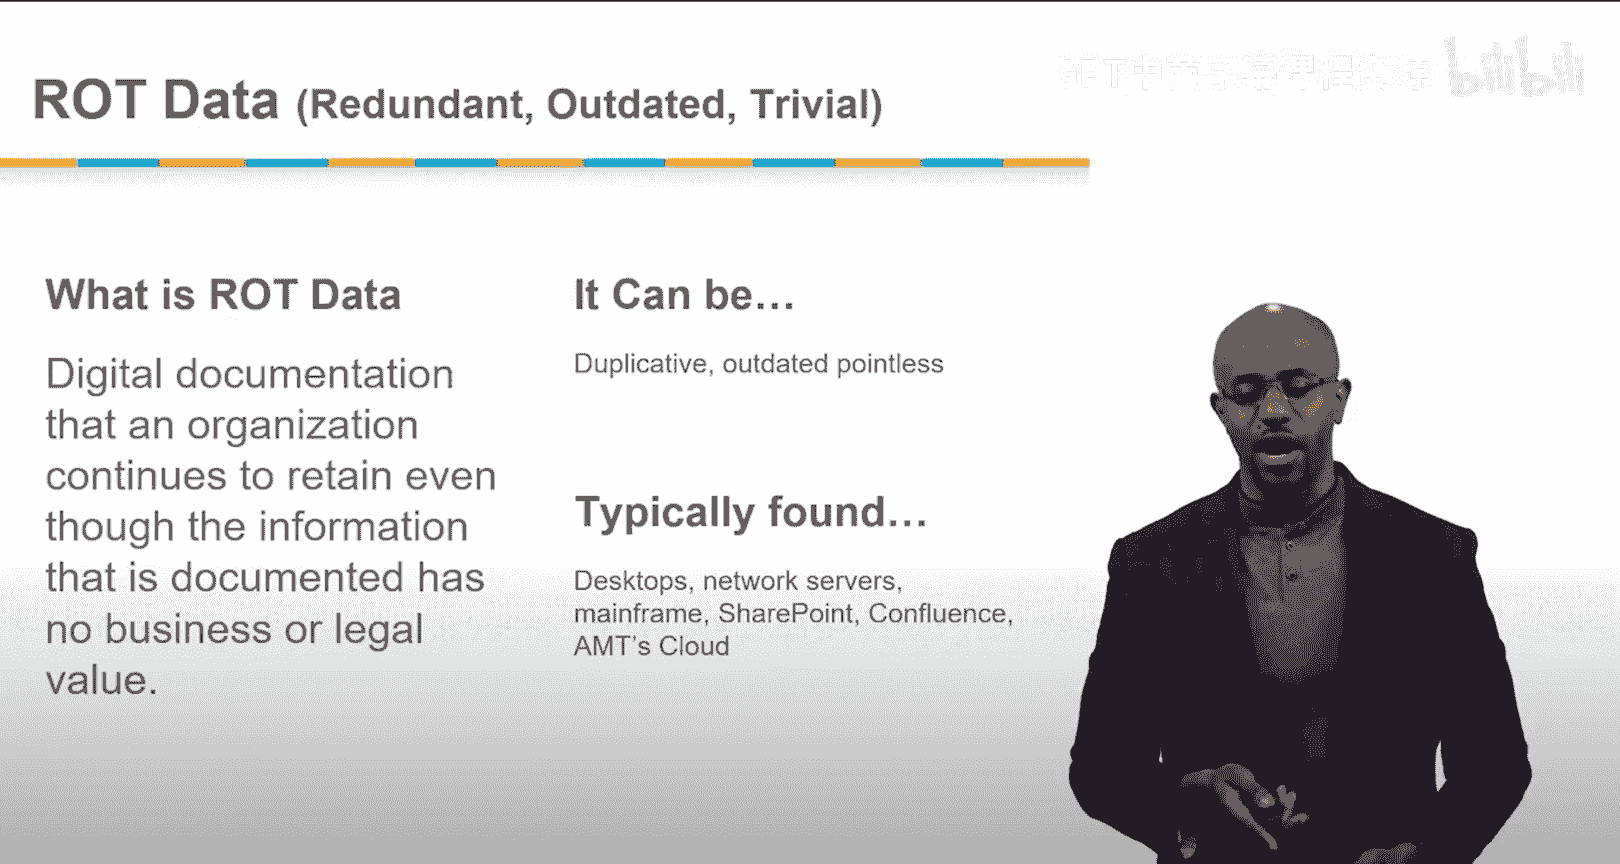 ROT Data (Redundant, Outdated, Trivial)
bilibili
What is ROT Data
Digital documentation
that an organization
continues to retain even
though the information
that is documented has
no business or legal
value.
It Can be…
Duplicative, outdated pointless
Typically found…
Desktops, network servers,
mainframe, SharePoint, Confluence,
AMT’s Cloud